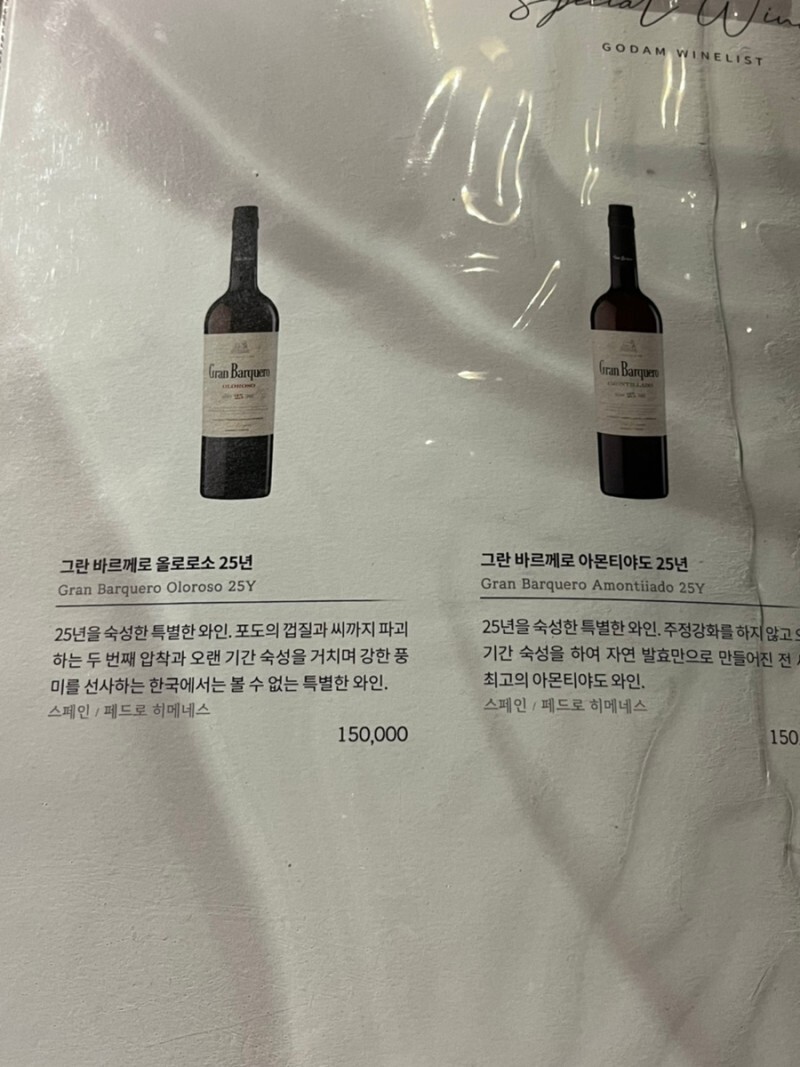 Special Win
GODAM WINELIST
Gran Barquero
OLOROSO
25
Gran Barquero
25
그란 바르께로 올로로소 25년
Gran Barquero Oloroso 25Y
25년을 숙성한 특별한 와인. 포도의 껍질과 씨까지 파괴
하는 두 번째 압착과 오랜 기간 숙성을 거치며 강한 풍
미를 선사하는 한국에서는 볼 수 없는 특별한 와인.
스페인 / 페드로 히메네스
150,000
그란 바르께로 아몬티야도 25년
Gran Barquero Amontiiado 25Y
25년을 숙성한 특별한 와인. 주정강화를 하지 않고
기간 숙성을 하여 자연 발효만으로 만들어진 전
최고의 아몬티야도 와인.
스페인 / 페드로 히메네스
150